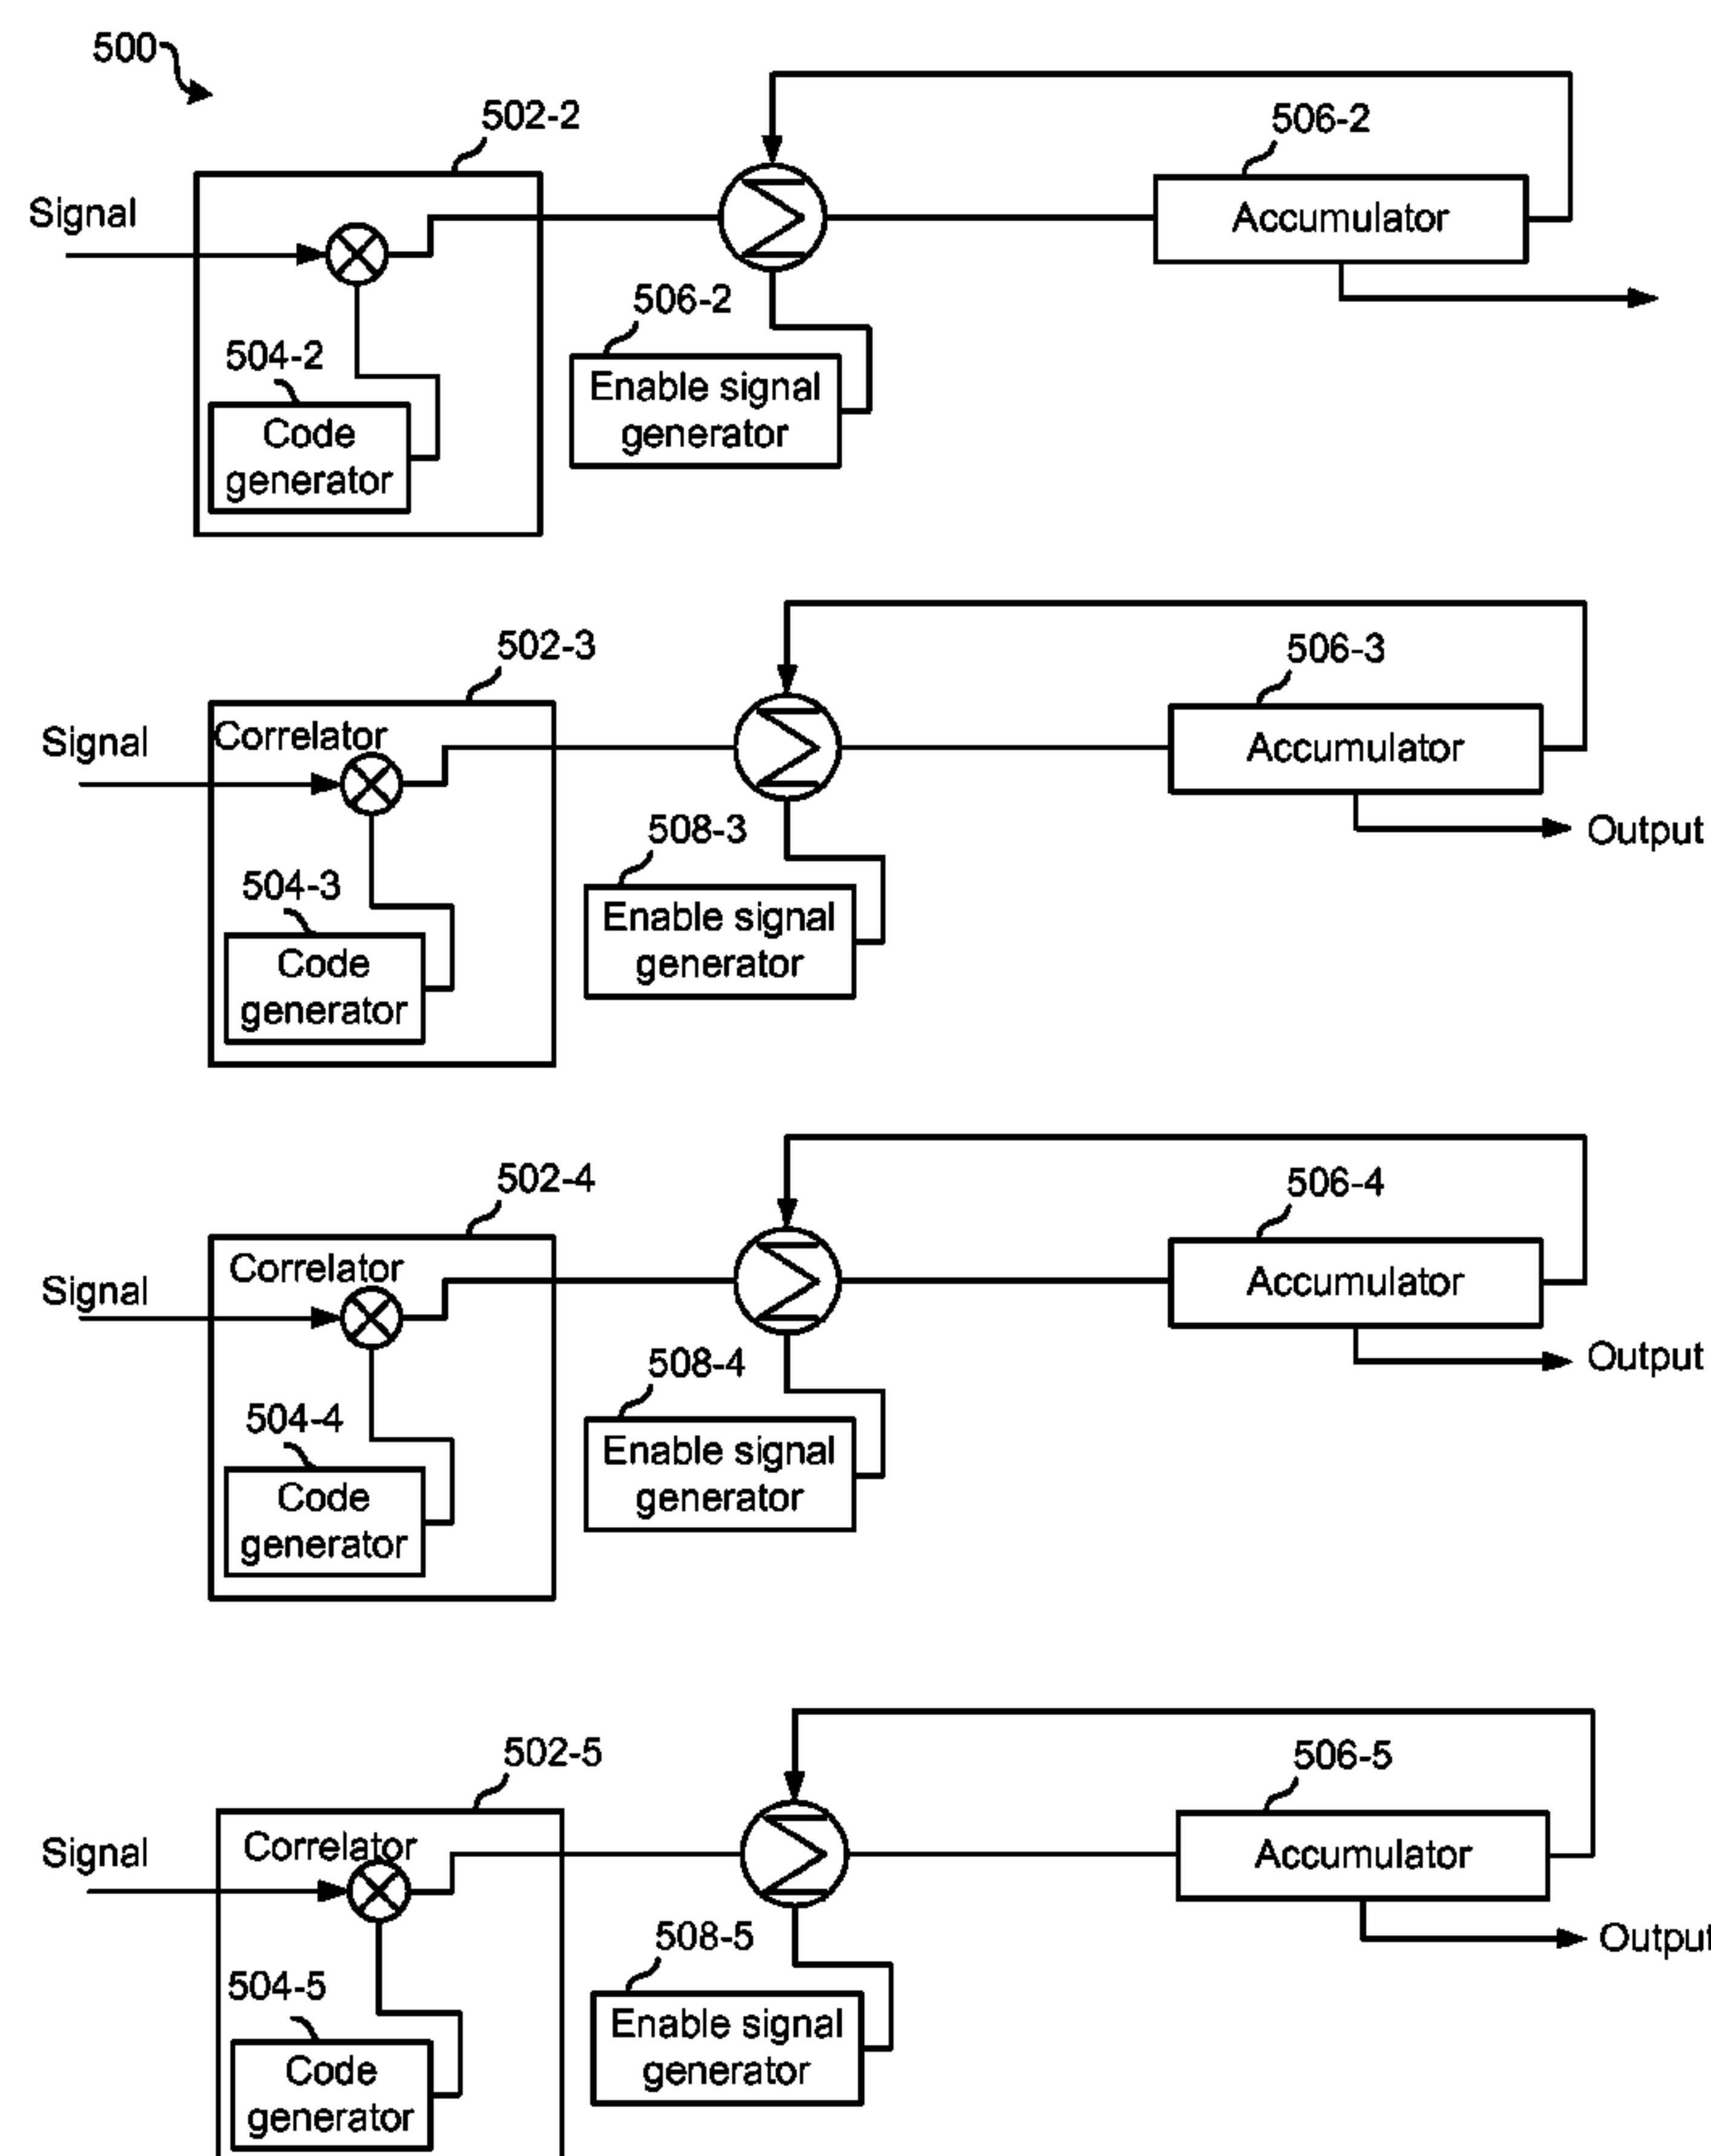 500
502-2
506-2
Signal
Accumulator
506-2
504-2
Enable signal
generator
Code
generator
502-3
506-3
Signal
Correlator
Accumulator
508-3
Output
504-3
Enable signal
generator
Code
generator
502-4
506-4
Signal
Correlator
Accumulator
508-4
Output
504-4
Enable signal
generator
Code
generator
502-5
506-5
Signal
Correlator
Accumulator
508-5
Output
504-5
Enable signal
generator
Code
generator